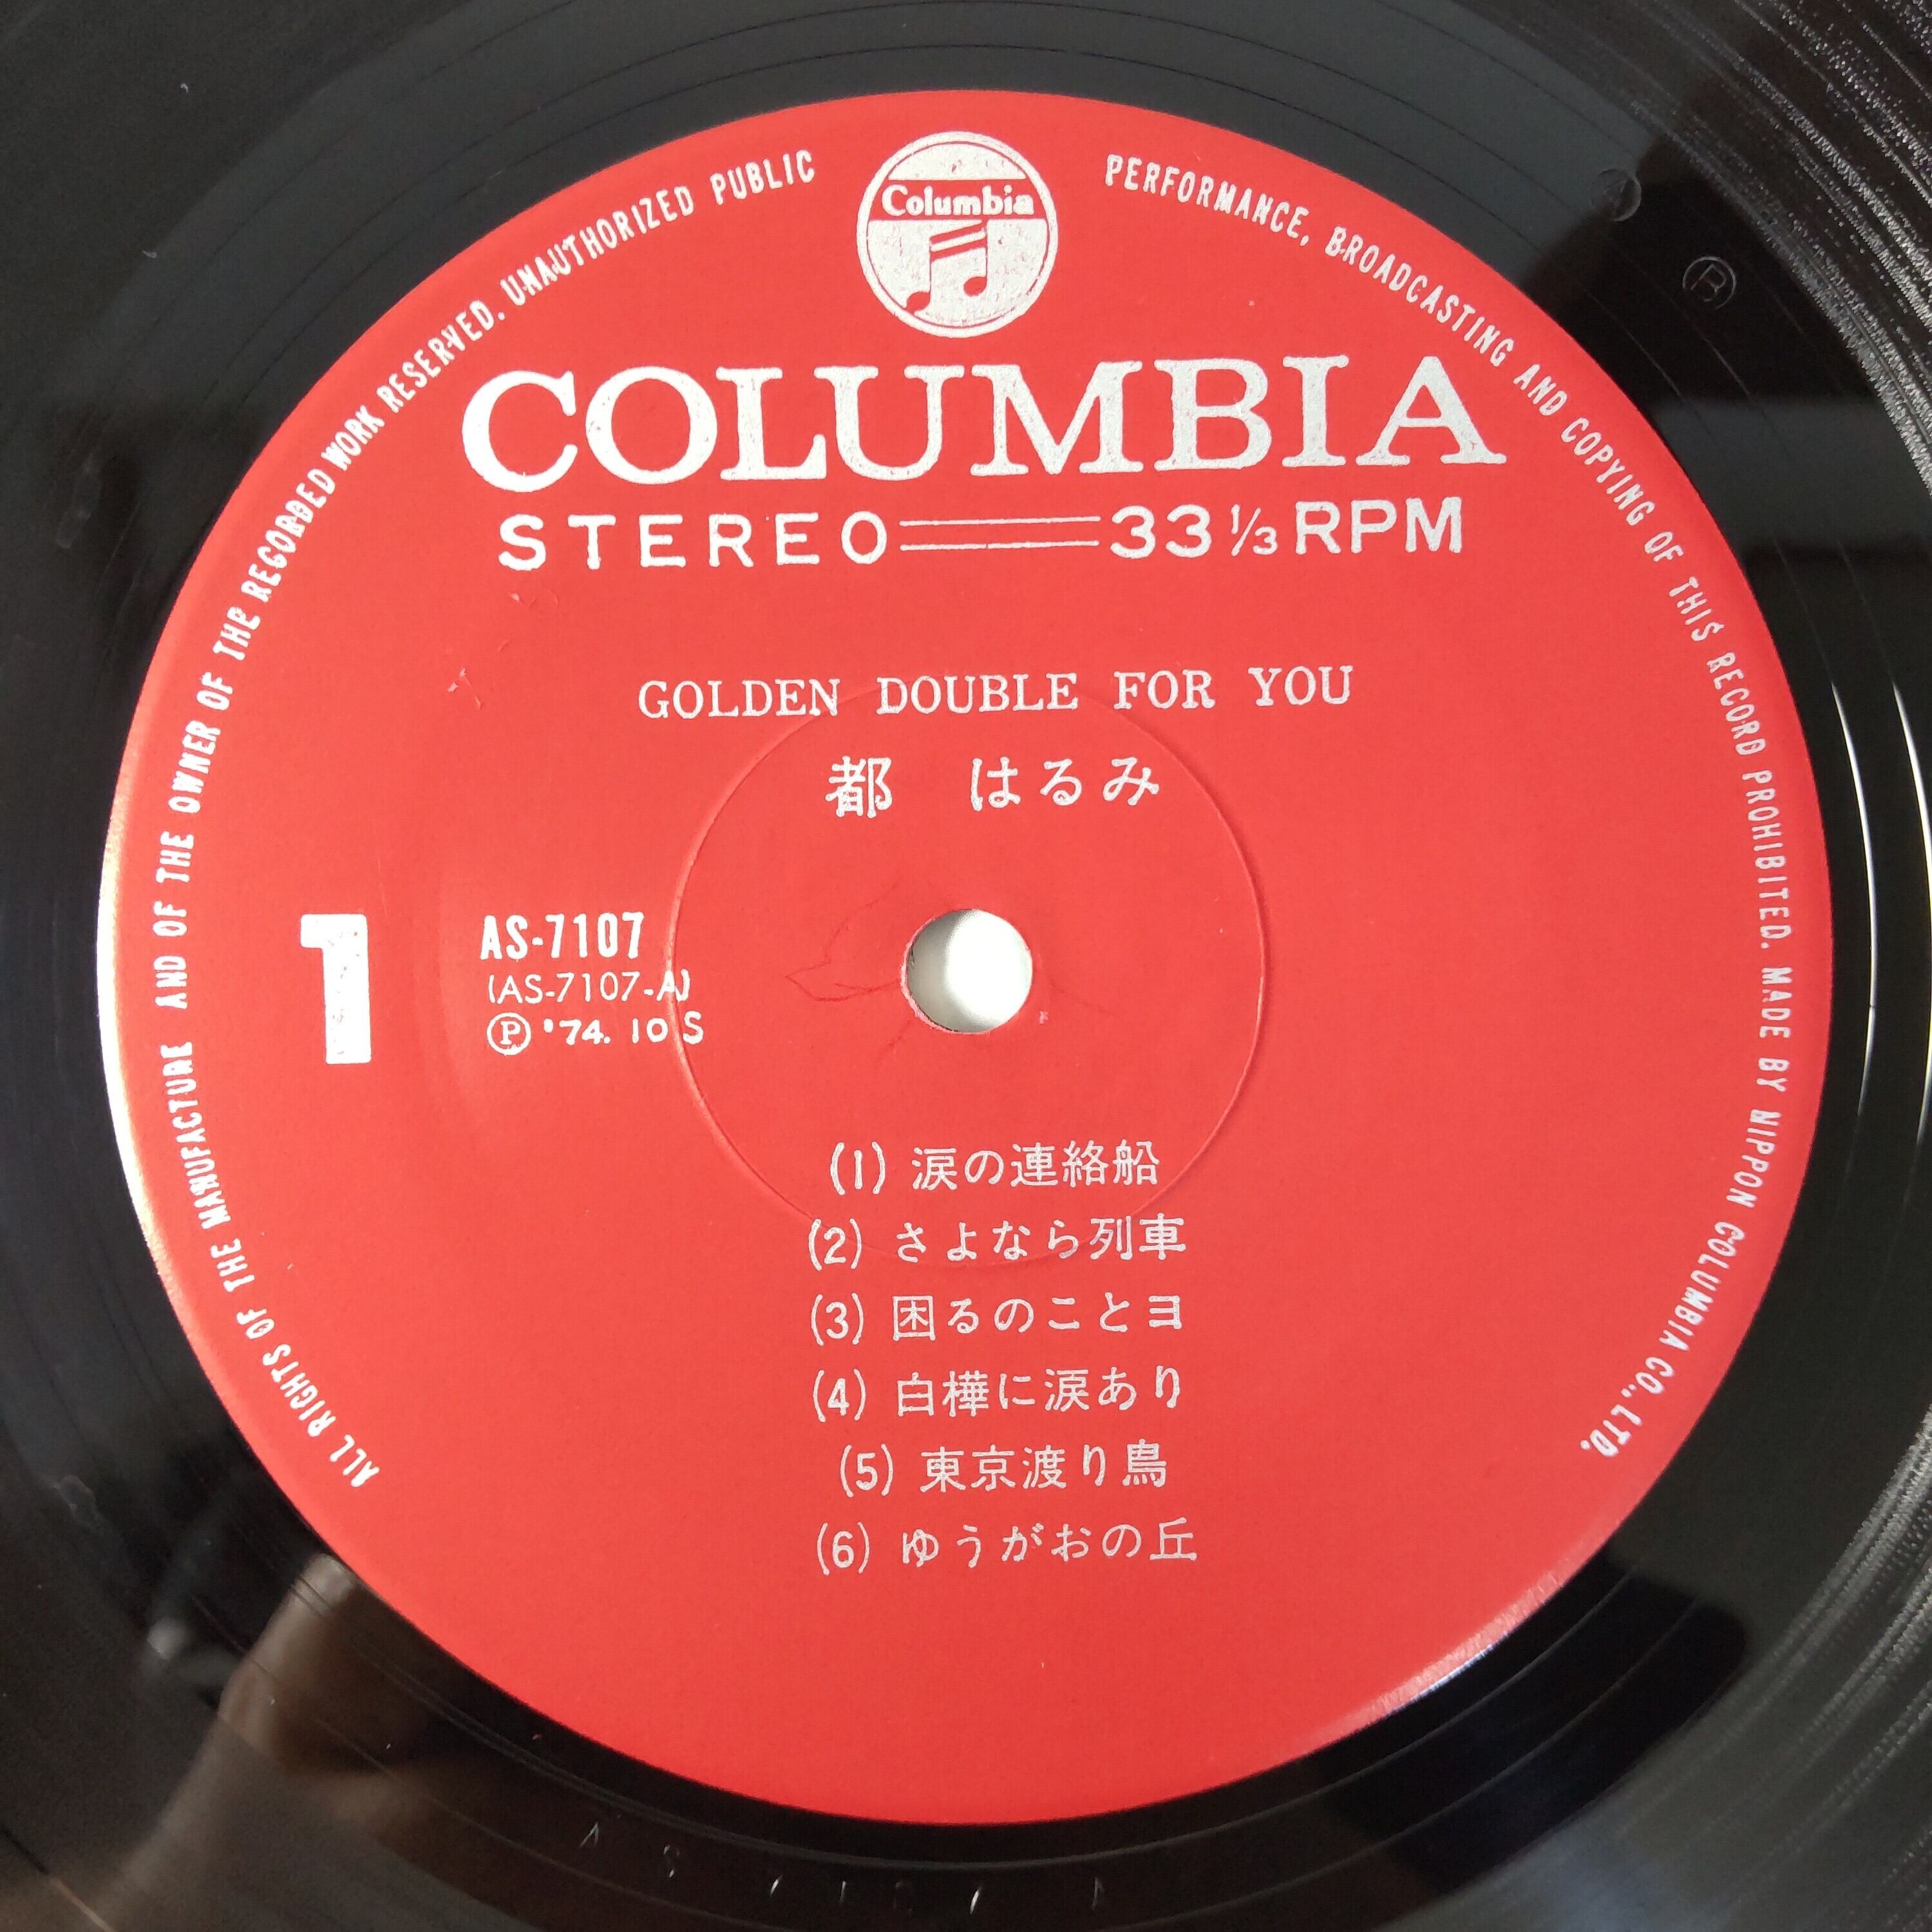 ALL RIGHTS OF THE MANUFACTURE AND OF THE OWNER OF THE RECORDED WORK RESERVED. UNAUTHORIZED PUBLIC PERFORMANCE, BROADCASTING AND COPYING OF THIS RECORD PROHIBITED. MADE BY NIPPON COLUMBIA CO., LTD.
Columbia
COLUMBIA
STEREO 33 1/3 RPM
GOLDEN DOUBLE FOR YOU
都 はるみ
1
AS-7107
(AS-7107-A)
Ⓟ '74. 10 S
(1) 涙の連絡船
(2) さよなら列車
(3) 困るのことヨ
(4) 白樺に涙あり
(5) 東京渡り鳥
(6) ゆうがおの丘
Ⓡ